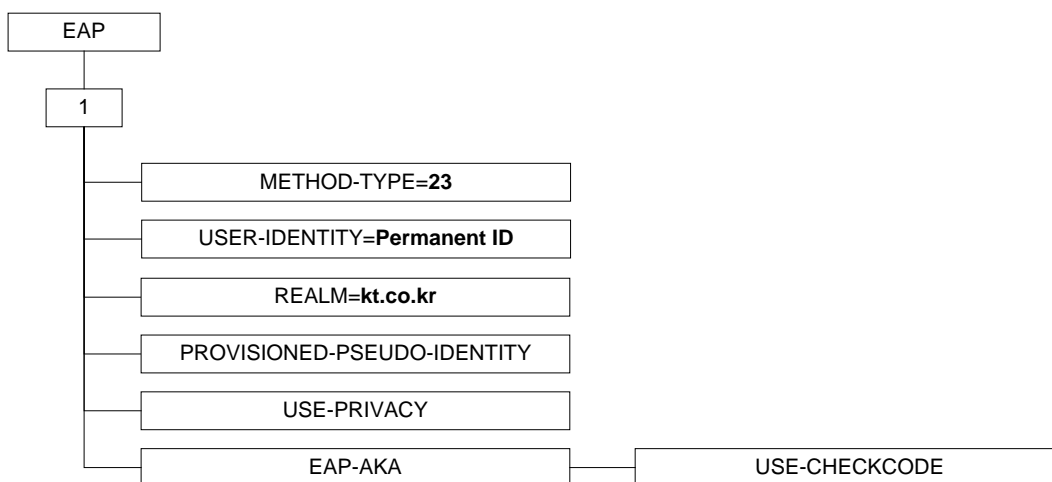 EAP
1
METHOD-TYPE=23
USER-IDENTITY=Permanent ID
REALM=kt.co.kr
PROVISIONED-PSEUDO-IDENTITY
USE-PRIVACY
EAP-AKA
USE-CHECKCODE